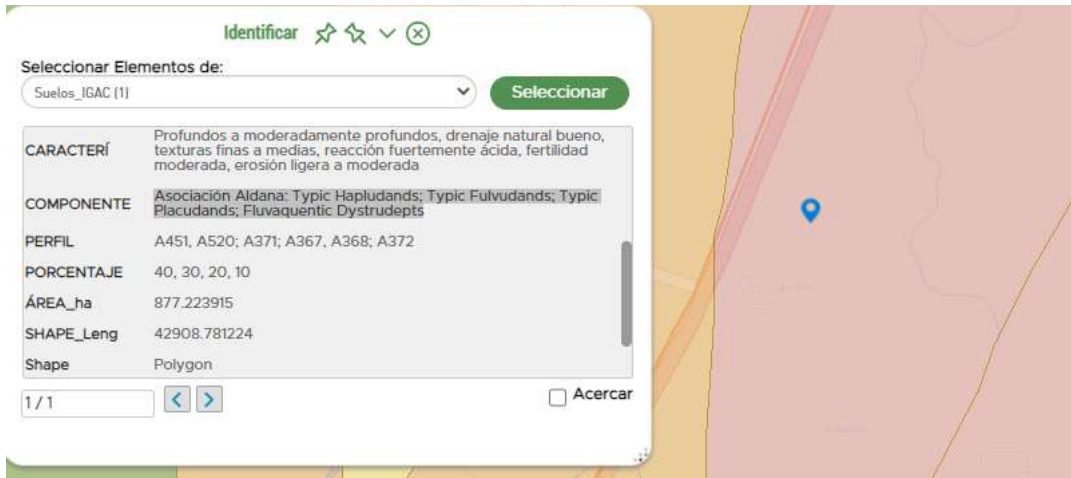 Identificar
Seleccionar Elementos de:
Suelos_IGAC (1)
Seleccionar
CARACTERÍ
Profundos a moderadamente profundos, drenaje natural bueno,
texturas finas a medias, reacción fuertemente ácida, fertilidad
moderada, erosión ligera a moderada
COMPONENTE
Asociación Aldana: Typic Hapludands; Typic Fulvudands; Typic
Placudands; Fluvaquentic Dystrudepts
PERFIL A451, A520; A371; A367, A368; A372
PORCENTAJE 40, 30, 20, 10
ÁREA_ha 877.223915
SHAPE_Leng 42908.781224
Shape Polygon
1 / 1
Acercar